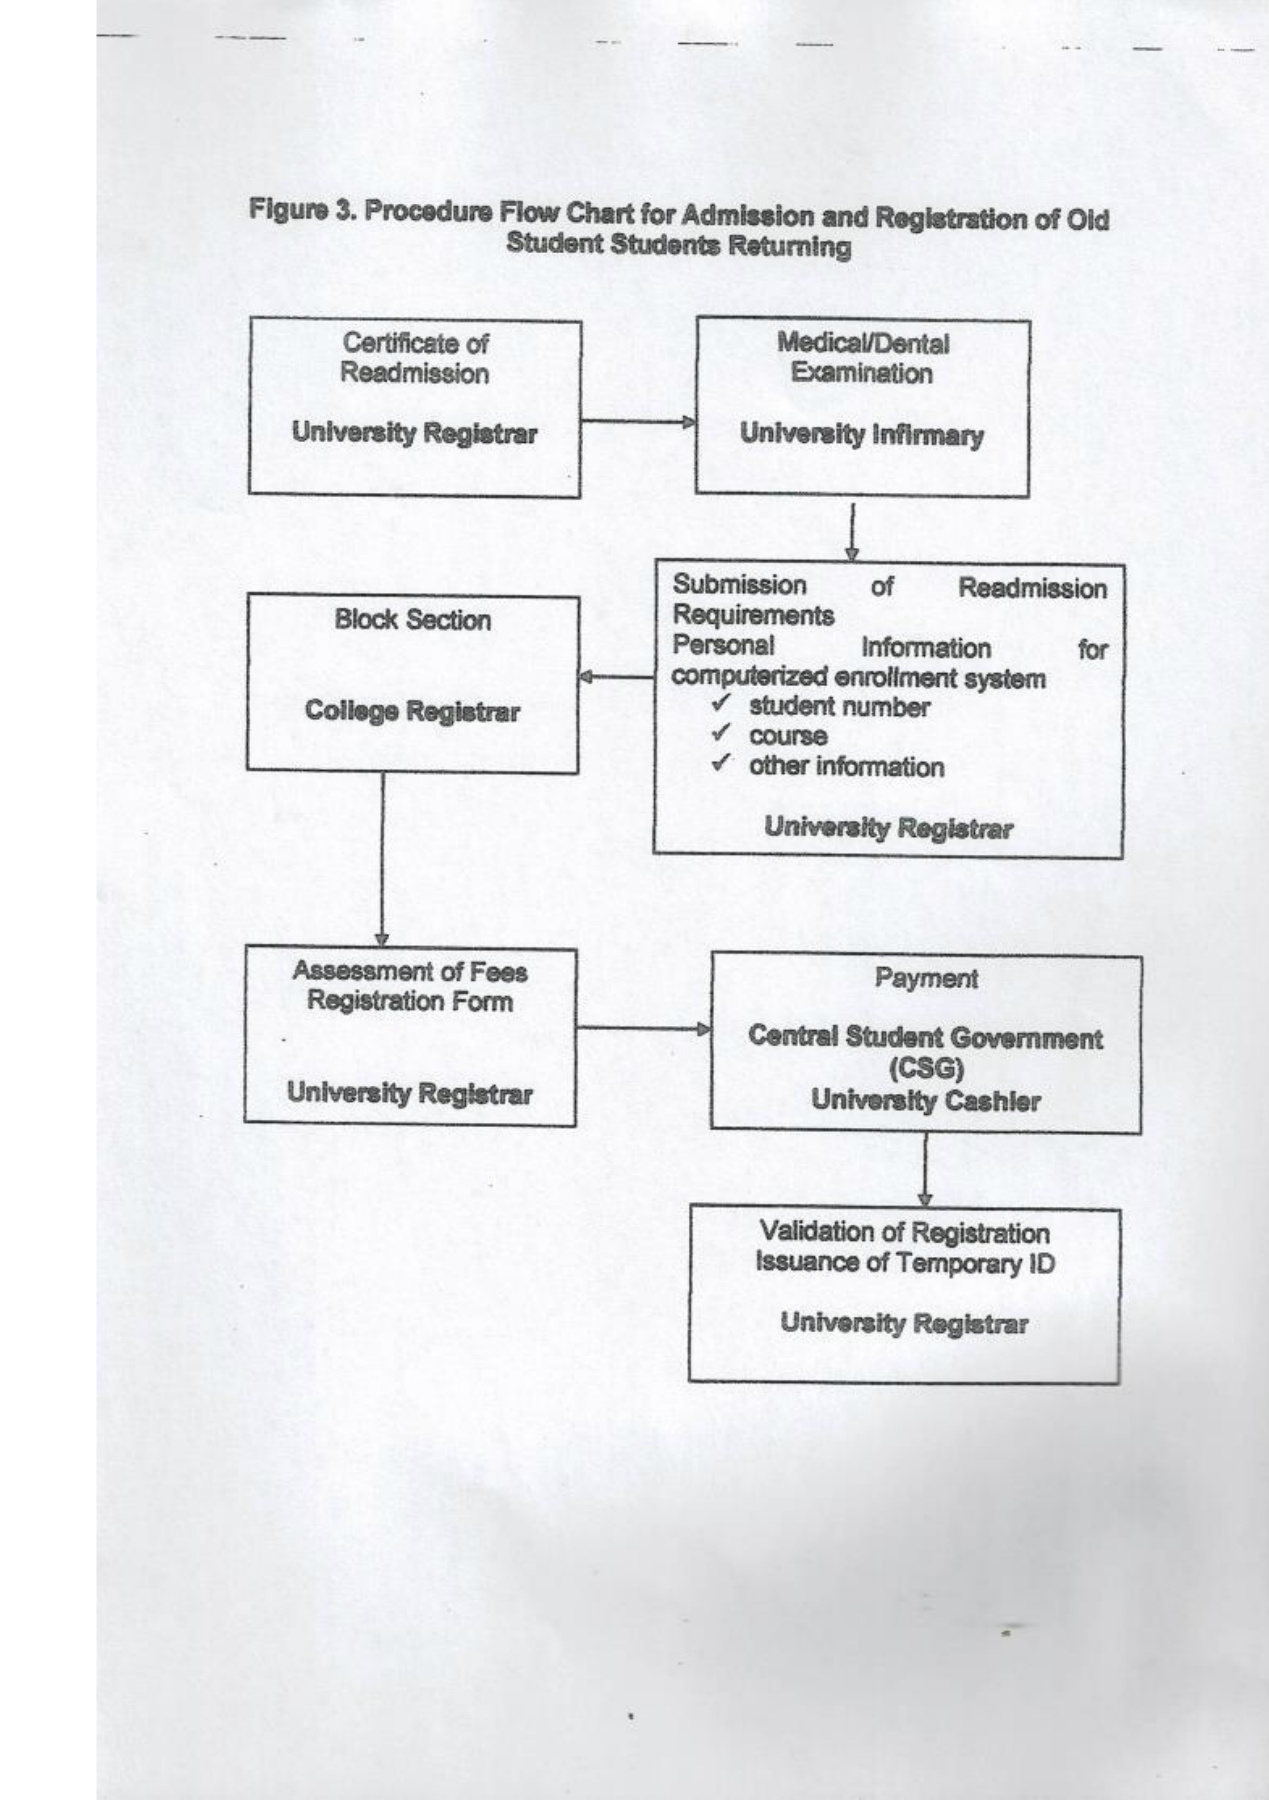 Figure 3. Procedure Flow Chart for Admission and Registration of Old
Student Students Returning
Certificate of
Readmission
University Registrar
Medical/Dental
Examination
University Infirmary
Submission of Readmission
Requirements
Personal Information for
computerized enrollment system
✓ student number
✓ course
✓ other information
University Registrar
Block Section
College Registrar
Assessment of Fees
Registration Form
University Registrar
Payment
Central Student Government
(CSG)
University Cashier
Validation of Registration
Issuance of Temporary ID
University Registrar